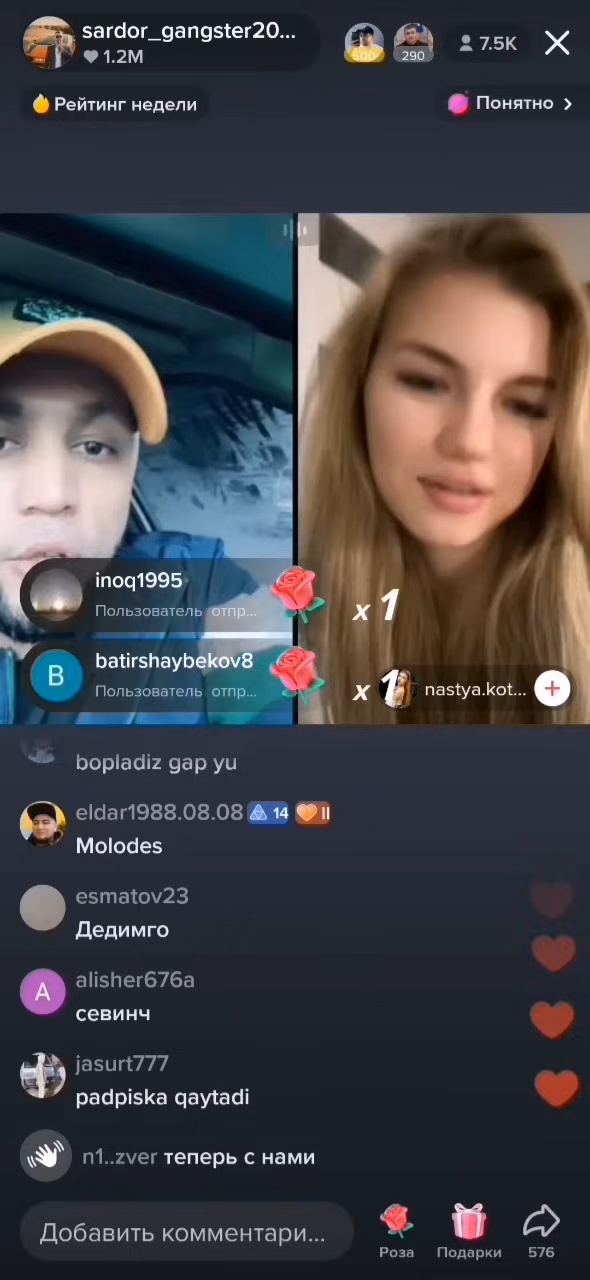 sardor_gangster20...
1.2M
500
290
7.5K
Рейтинг недели
Понятно
inoq1995
Пользователь отпр...
x 1
batirshaybekov8
Пользователь отпр...
x 1
B
nastya.kot...
bopladiz gap yu
eldar1988.08.08 14 II
Molodes
esmatov23
Дедимго
alisher676a
A
севинч
jasurt777
padpiska qaytadi
n1..zver теперь с нами
Добавить комментари...
Роза
Подарки
576